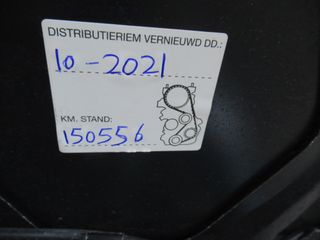 DISTRIBUTIERIEM VERNIEUWD DD.:
10-2021
KM. STAND:
150556